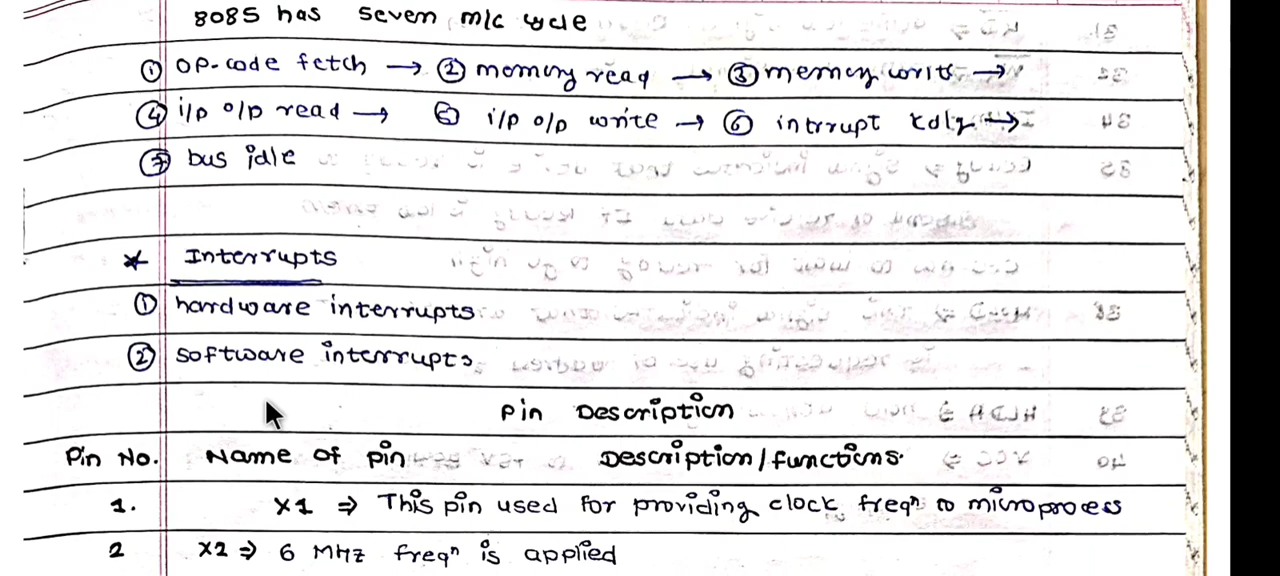 8085 has seven m/c cycle
① OP-code fetch → ② memory read → ③ memory write →
④ i/p o/p read → ⑤ i/p o/p write → ⑥ intrrupt →
⑦ bus idle
* Interrupts
① hardware interrupts
② software interrupts
Pin Description
Pin No. Name of pin Description/functions.
1. X1 ⇒ This pin used for providing clock freqⁿ to microprocess
2 X2 ⇒ 6 MHz freqⁿ is applied